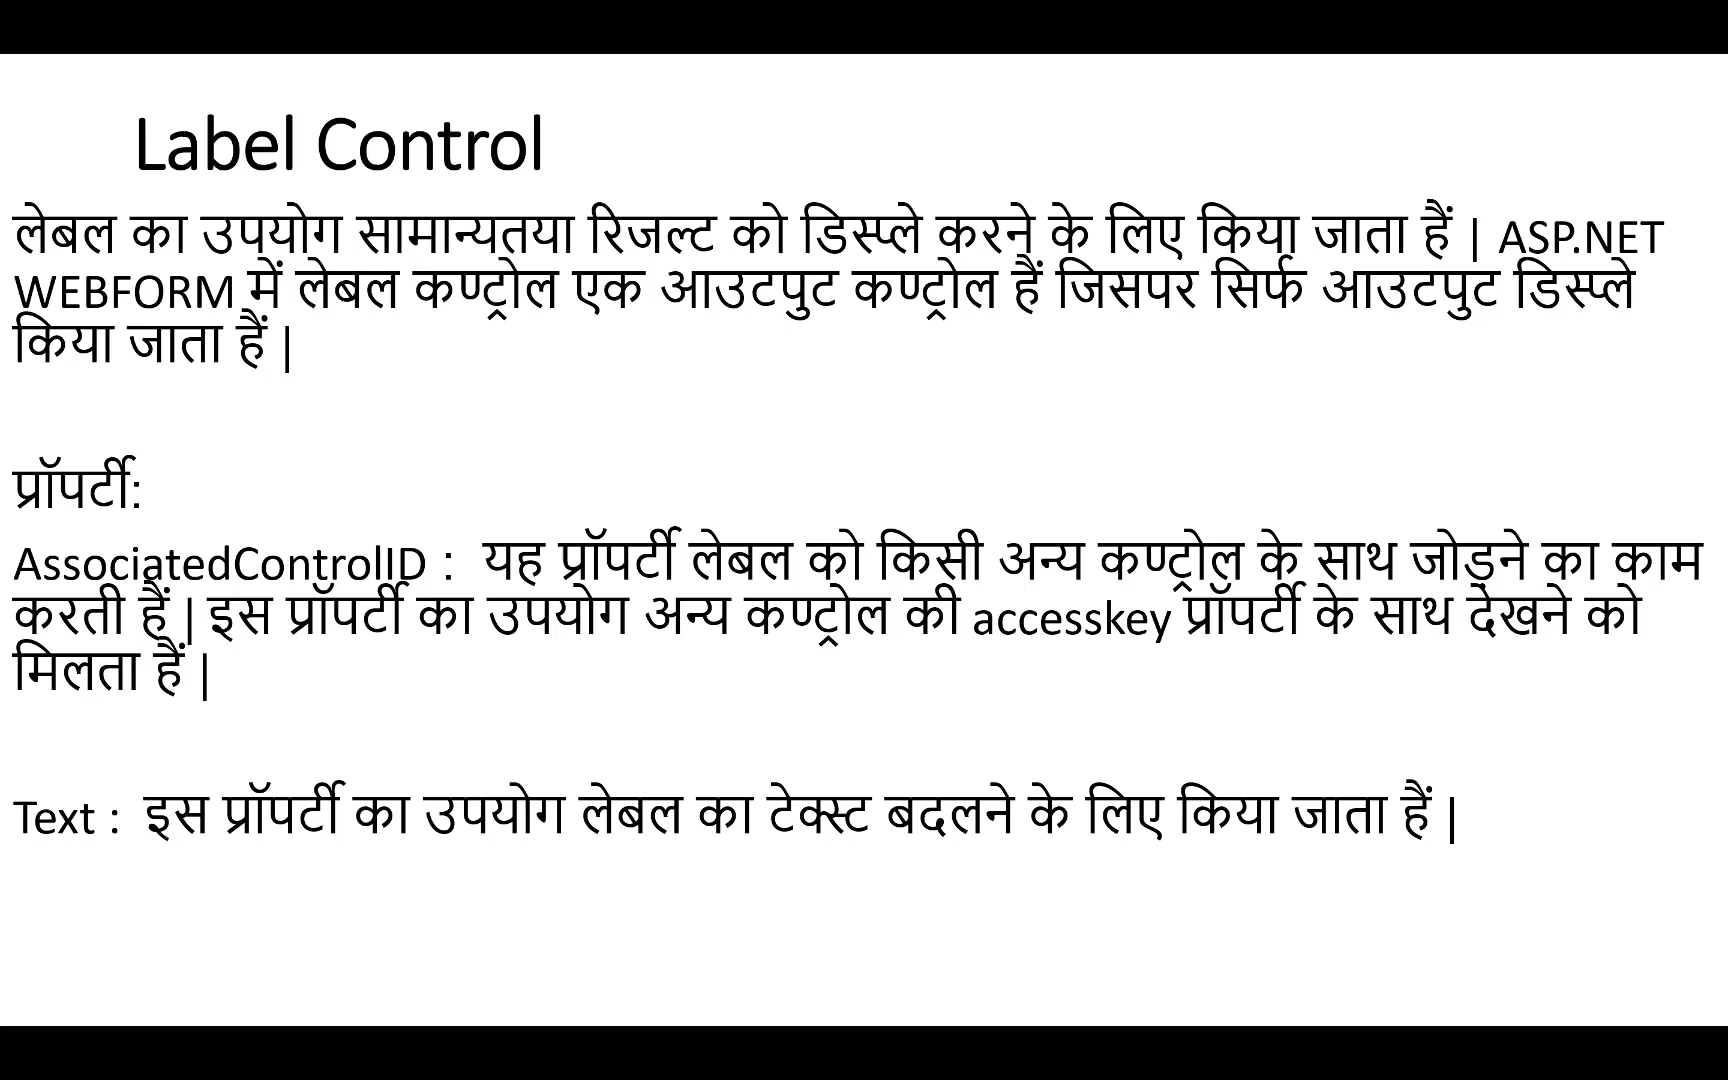 Label Control
लेबल का उपयोग सामान्यतया रिजल्ट को डिस्प्ले करने के लिए किया जाता हैं | ASP.NET
WEBFORM में लेबल कण्ट्रोल एक आउटपुट कण्ट्रोल हैं जिसपर सिर्फ आउटपुट डिस्प्ले
किया जाता हैं |
प्रॉपर्टी:
AssociatedControlID :  यह प्रॉपर्टी लेबल को किसी अन्य कण्ट्रोल के साथ जोड़ने का काम
करती हैं | इस प्रॉपर्टी का उपयोग अन्य कण्ट्रोल की accesskey प्रॉपर्टी के साथ देखने को
मिलता हैं |
Text :  इस प्रॉपर्टी का उपयोग लेबल का टेक्स्ट बदलने के लिए किया जाता हैं |